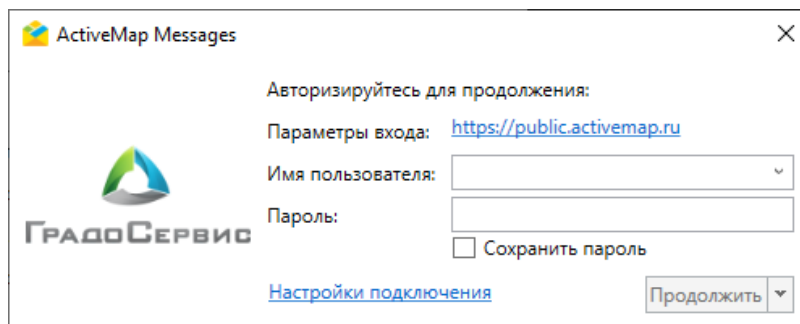 ActiveMap Messages
Авторизируйтесь для продолжения:
Параметры входа: https://public.activemap.ru
Имя пользователя:
Пароль:
ГрадоСервис
Сохранить пароль
Настройки подключения
Продолжить